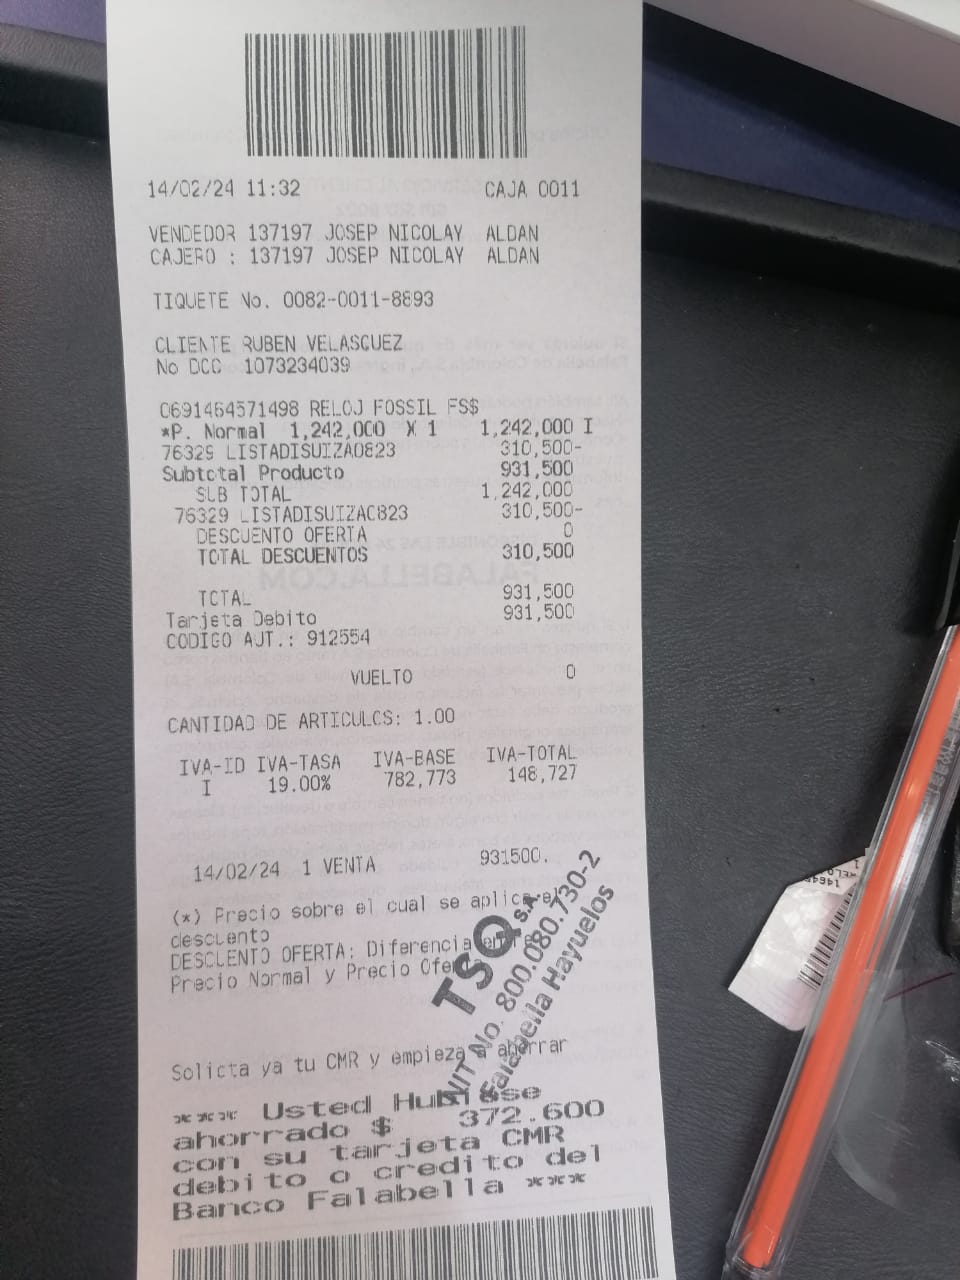 14/02/24 11:32 CAJA 0011
VENDEDOR 137197 JOSEP NICOLAY ALDAN
CAJERO : 137197 JOSEP NICOLAY ALDAN
TIQUETE No. 0082-0011-8893
CLIENTE RUBEN VELASQUEZ
No DCC 1073234039
0691464571498 RELOJ FOSSIL FS$
*P. Normal 1,242,000 X 1 1,242,000 I
76329 LISTADISUIZA0823 310,500-
Subtotal Producto 931,500
SUB TOTAL 1,242,000
76329 LISTADISUIZA0823 310,500-
DESCUENTO OFERTA 0
TOTAL DESCUENTOS 310,500
TOTAL 931,500
Tarjeta Debito 931,500
CODIGO AUT.: 912554
VUELTO 0
CANTIDAD DE ARTICULOS: 1.00
IVA-ID IVA-TASA IVA-BASE IVA-TOTAL
I 19.00% 782,773 148,727
14/02/24 1 VENTA 931500.
(*) Precio sobre el cual se aplica el
descuento
DESCUENTO OFERTA: Diferencia entre
Precio Normal y Precio Oferta
TSQ S.A
NIT No. 800.080.730-2
Falabella Hayuelos
Solicta ya tu CMR y empieza a ahorrar
*** Usted Hubiese
ahorrado $ 372.600
con su tarjeta CMR
debito o credito del
Banco Falabella ***
FALABELLA.COM